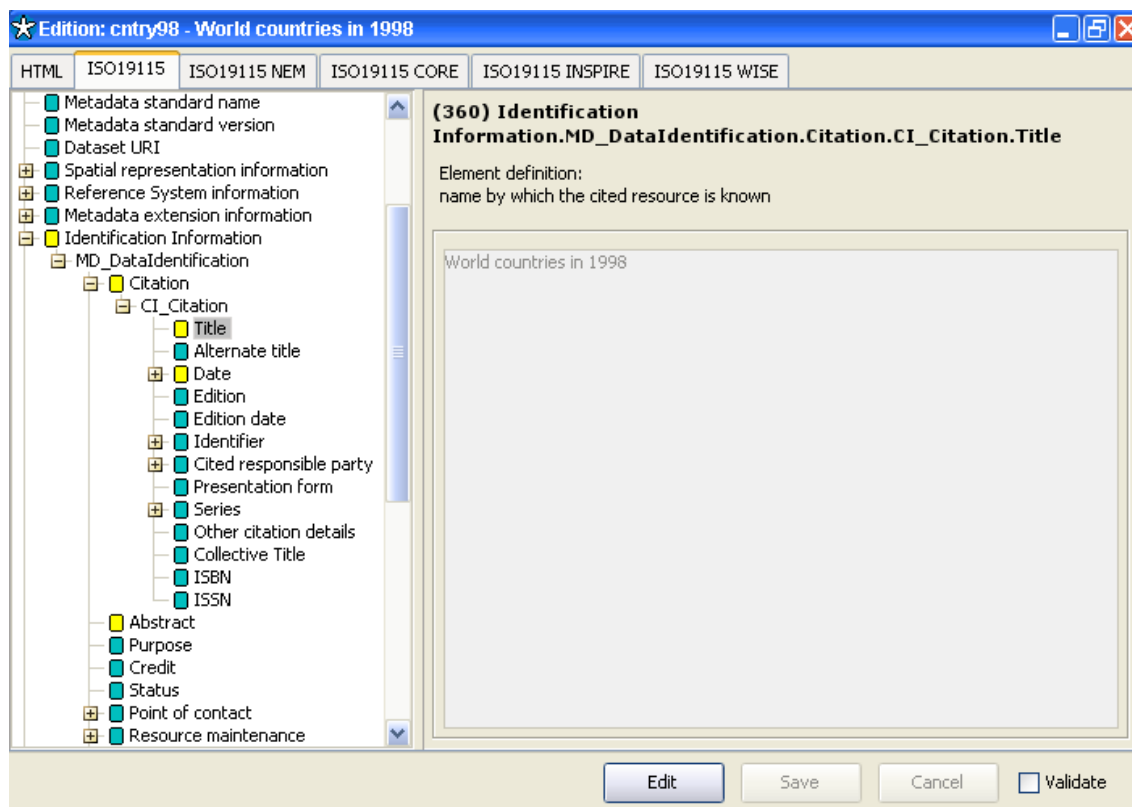 Edition: cntry98 - World countries in 1998
HTML ISO19115 ISO19115 NEM ISO19115 CORE ISO19115 INSPIRE ISO19115 WISE
Metadata standard name
Metadata standard version
Dataset URI
Spatial representation information
Reference System information
Metadata extension information
Identification Information
MD_DataIdentification
Citation
CI_Citation
Title
Alternate title
Date
Edition
Edition date
Identifier
Cited responsible party
Presentation form
Series
Other citation details
Collective Title
ISBN
ISSN
Abstract
Purpose
Credit
Status
Point of contact
Resource maintenance
(360) Identification
Information.MD_DataIdentification.Citation.CI_Citation.Title
Element definition:
name by which the cited resource is known
World countries in 1998
Edit Save Cancel Validate